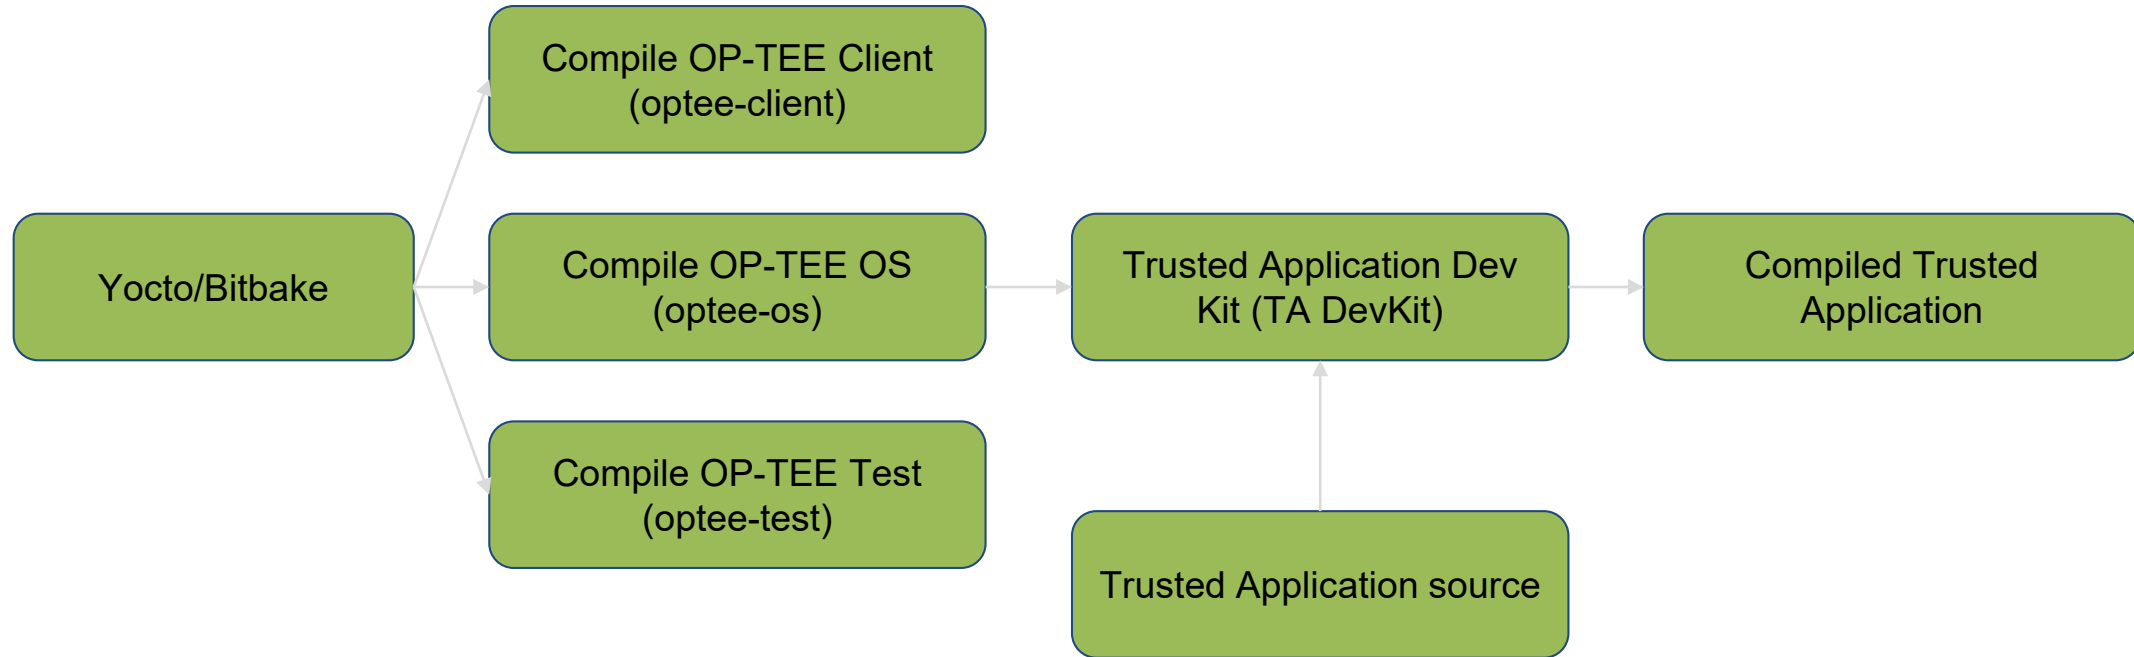 Compile OP-TEE Client
(optee-client)
Yocto/Bitbake
Compile OP-TEE OS
(optee-os)
Trusted Application Dev
Kit (TA DevKit)
Compiled Trusted
Application
Compile OP-TEE Test
(optee-test)
Trusted Application source